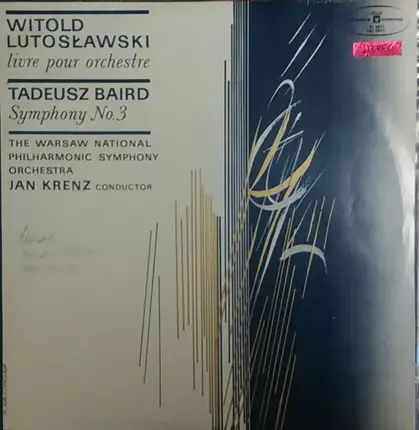 WITOLD
LUTOSŁAWSKI
livre pour orchestre
TADEUSZ BAIRD
Symphony No. 3
THE WARSAW NATIONAL
PHILHARMONIC SYMPHONY
ORCHESTRA
JAN KRENZ CONDUCTOR